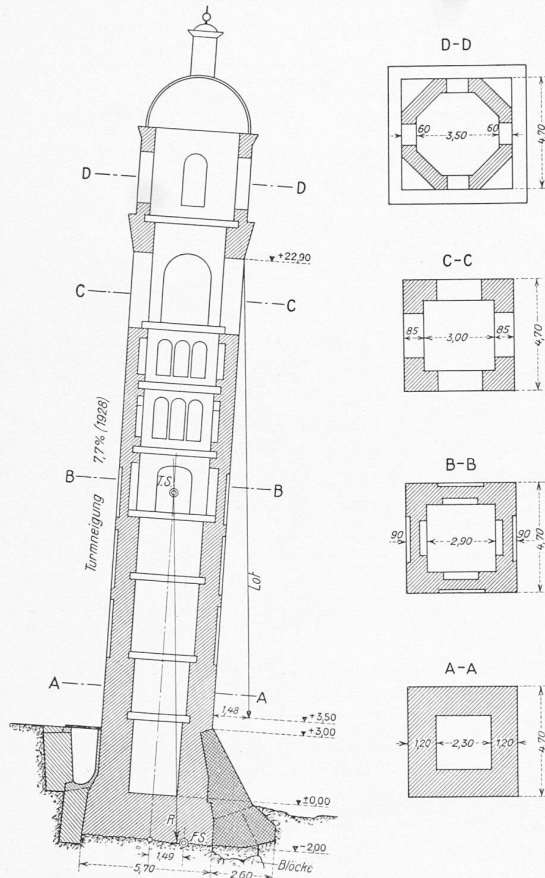 D-D
60
3,50
60
4,70
D
D
+22,90
C
C
C-C
85
3,00
85
4,70
Turmneigung 7,7% (1928)
B
T.S.
B
B-B
90
2,90
90
4,70
Lot
A
A
A-A
1,20
2,30
1,20
4,70
1,48
+3,50
+3,00
±0,00
R
F.S.
-2,00
1,49
Blöcke
5,70
2,60